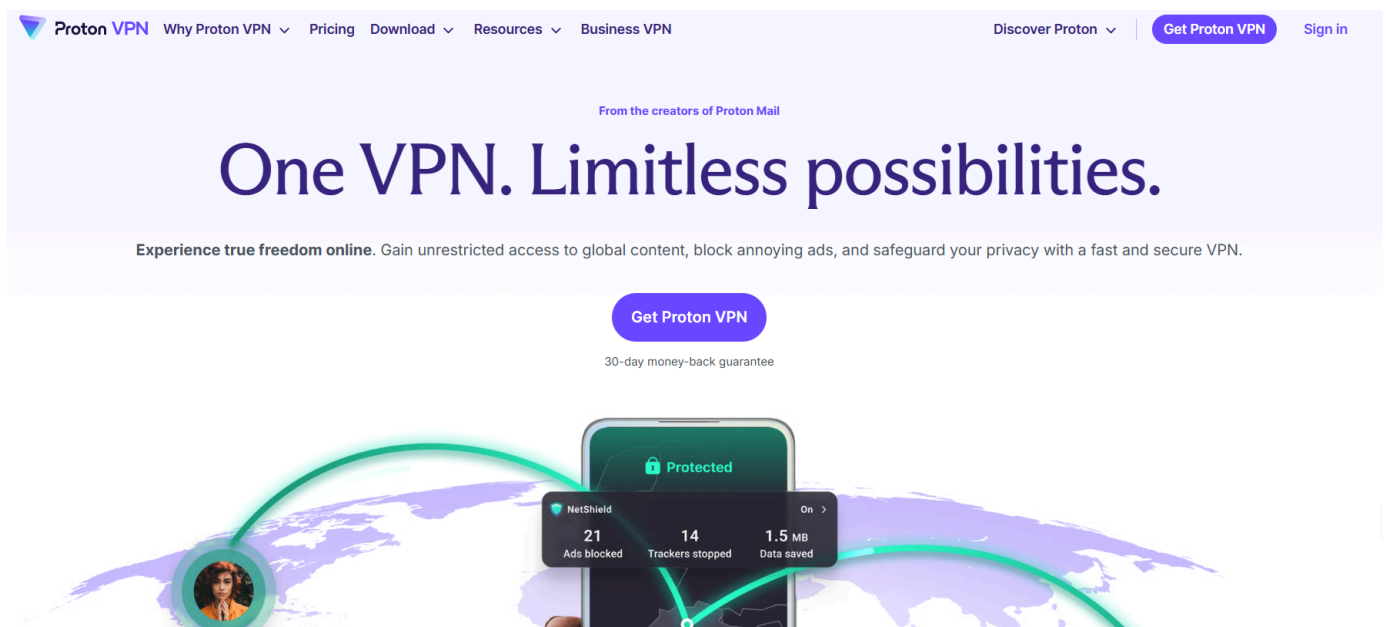 Proton VPN Why Proton VPN Pricing Download Resources Business VPN Discover Proton Get Proton VPN Sign in
From the creators of Proton Mail
One VPN. Limitless possibilities.
Experience true freedom online. Gain unrestricted access to global content, block annoying ads, and safeguard your privacy with a fast and secure VPN.
Get Proton VPN
30-day money-back guarantee
Protected
NetShield On
21 14 1.5 MB
Ads blocked Trackers stopped Data saved